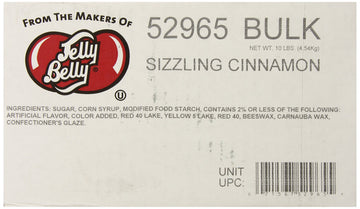 FROM THE MAKERS OF
Jelly Belly
U
52965 BULK
NET WT. 10 LBS (4.54Kg)
SIZZLING CINNAMON
INGREDIENTS: SUGAR, CORN SYRUP, MODIFIED FOOD STARCH, CONTAINS 2% OR LESS OF THE FOLLOWING:
ARTIFICIAL FLAVOR, COLOR ADDED, RED 40 LAKE, YELLOW 5 LAKE, RED 40, BEESWAX, CARNAUBA WAX,
CONFECTIONER'S GLAZE.
UNIT
UPC: